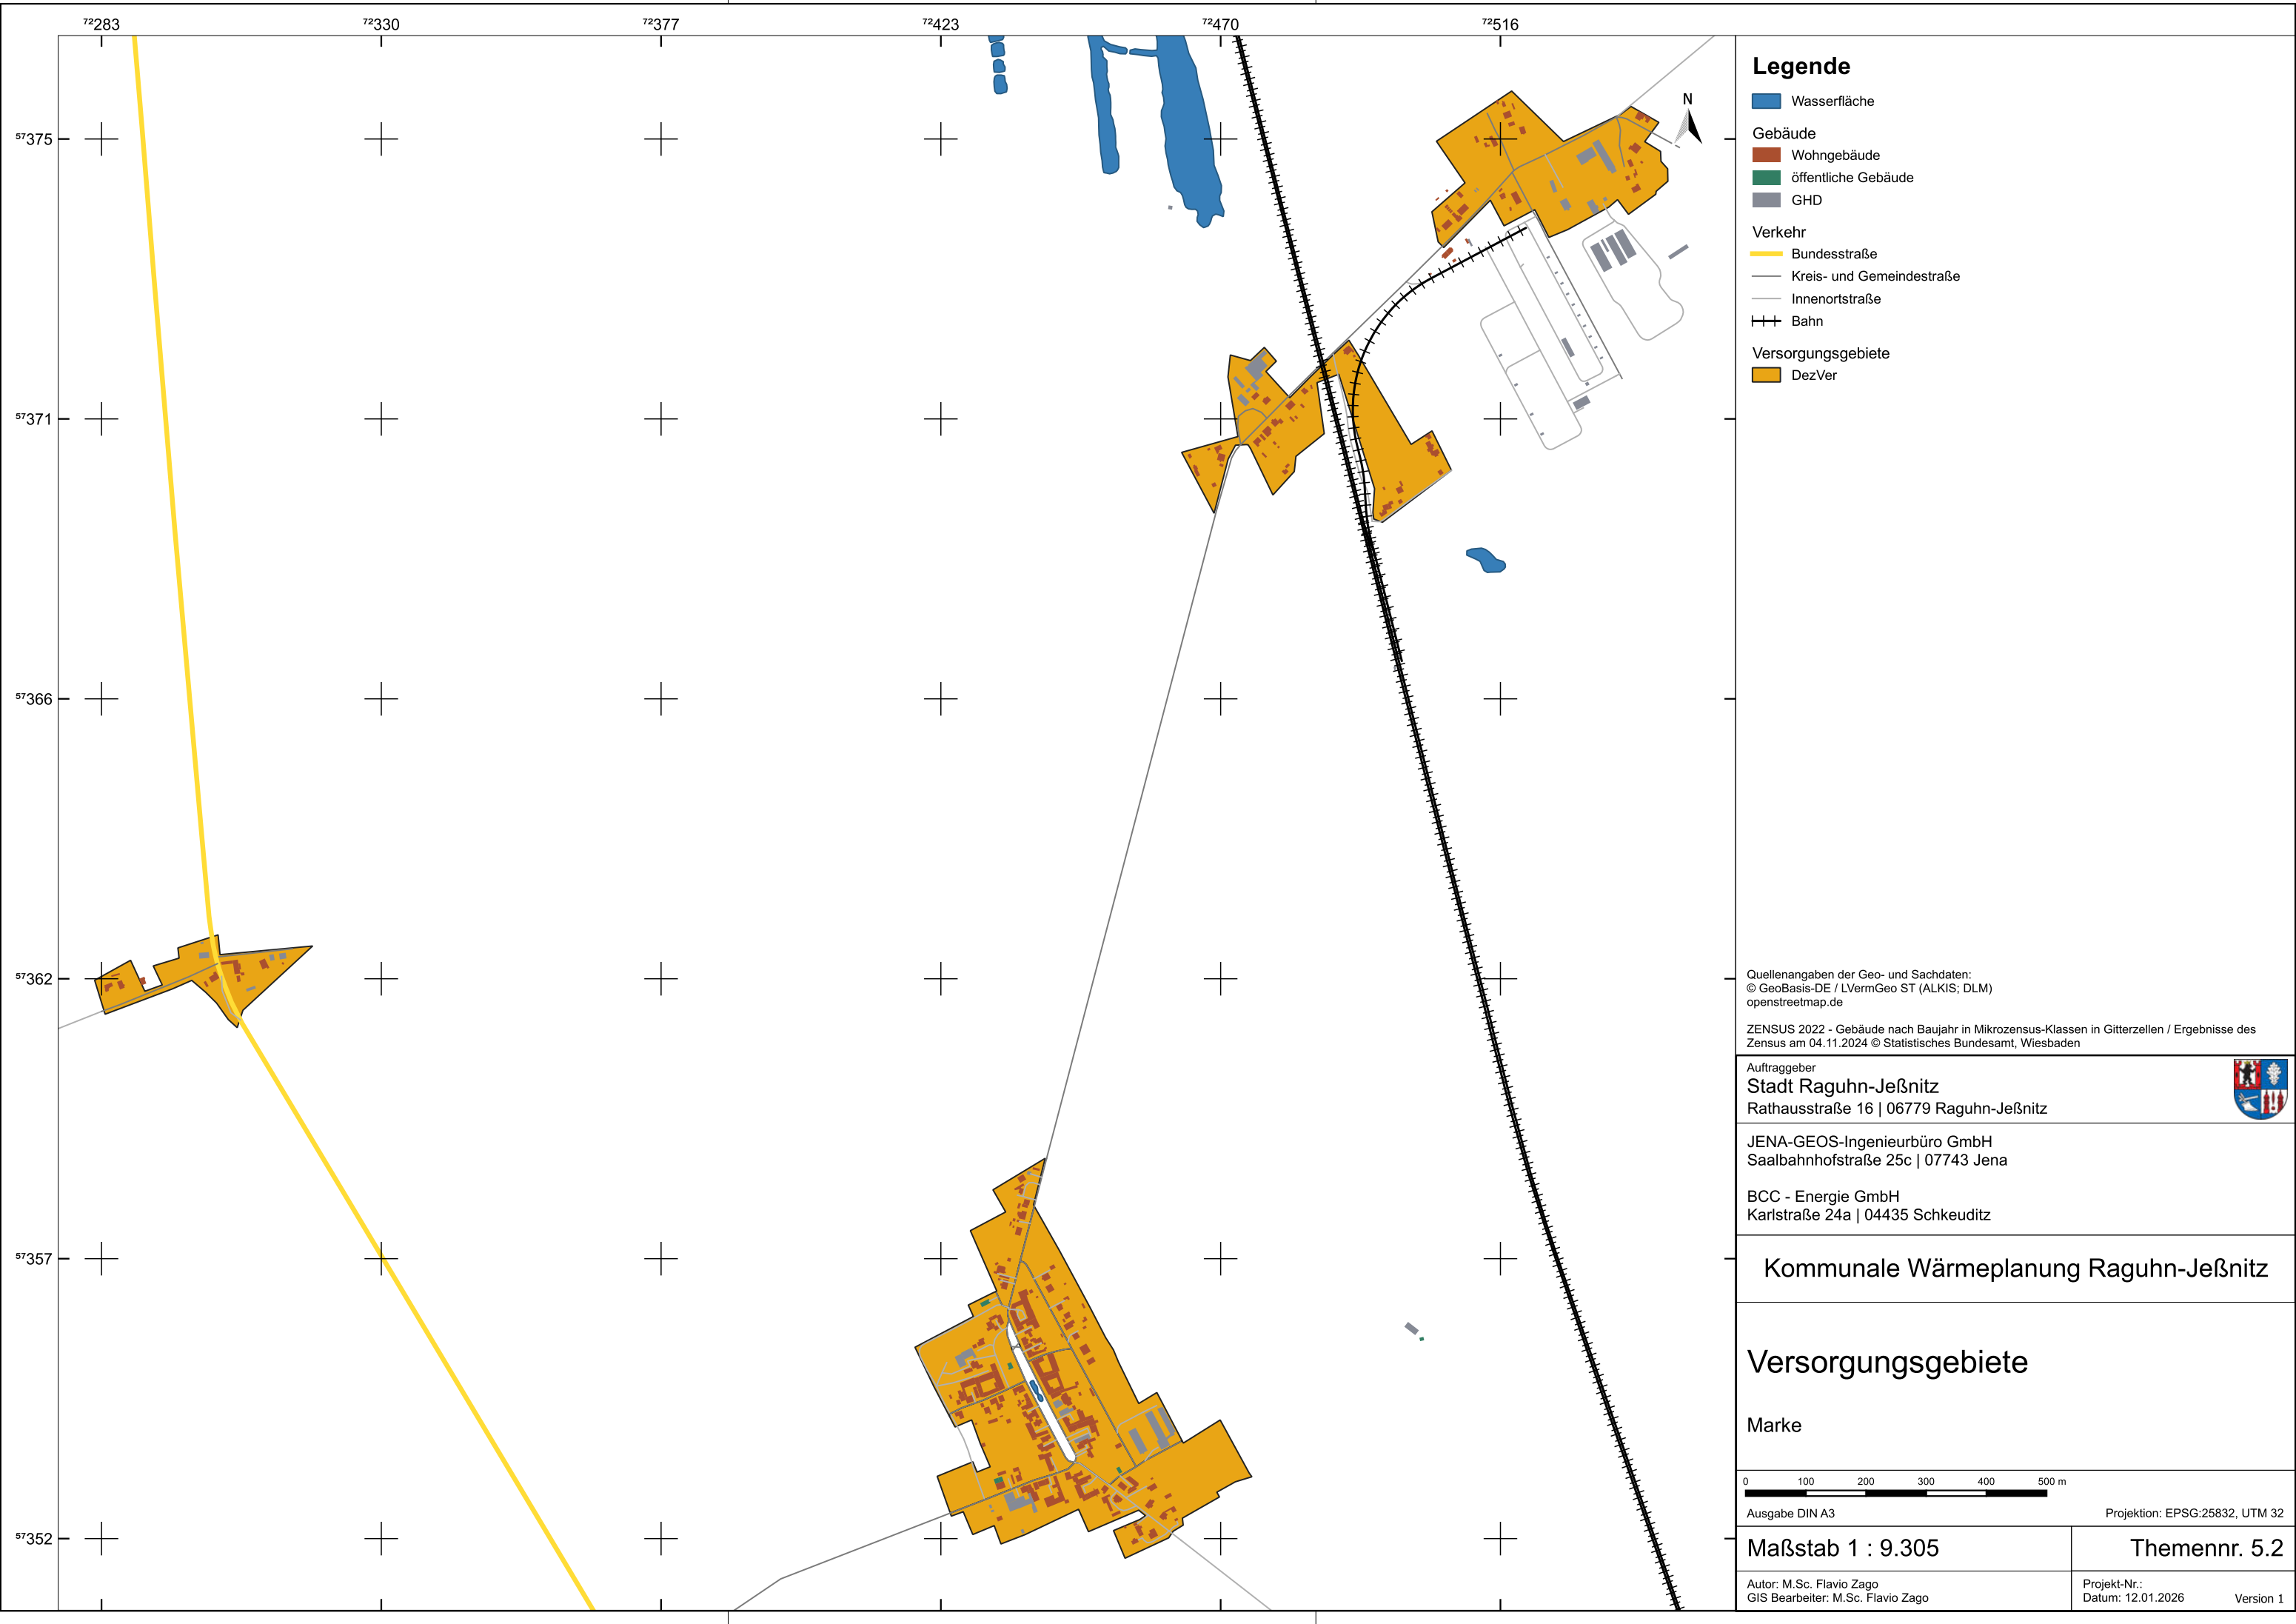 ⁷²283 ⁷²330 ⁷²377 ⁷²423 ⁷²470 ⁷²516
⁵⁷375
⁵⁷371
⁵⁷366
⁵⁷362
⁵⁷357
⁵⁷352
N
Legende
Wasserfläche
Gebäude
Wohngebäude
öffentliche Gebäude
GHD
Verkehr
Bundesstraße
Kreis- und Gemeindestraße
Innenortstraße
Bahn
Versorgungsgebiete
DezVer
Quellenangaben der Geo- und Sachdaten:
© GeoBasis-DE / LVermGeo ST (ALKIS; DLM)
openstreetmap.de
ZENSUS 2022 - Gebäude nach Baujahr in Mikrozensus-Klassen in Gitterzellen / Ergebnisse des
Zensus am 04.11.2024 © Statistisches Bundesamt, Wiesbaden
Auftraggeber
Stadt Raguhn-Jeßnitz
Rathausstraße 16 | 06779 Raguhn-Jeßnitz
JENA-GEOS-Ingenieurbüro GmbH
Saalbahnhofstraße 25c | 07743 Jena
BCC - Energie GmbH
Karlstraße 24a | 04435 Schkeuditz
Kommunale Wärmeplanung Raguhn-Jeßnitz
Versorgungsgebiete
Marke
0 100 200 300 400 500 m
Ausgabe DIN A3 Projektion: EPSG:25832, UTM 32
Maßstab 1 : 9.305 Themennr. 5.2
Autor: M.Sc. Flavio Zago Projekt-Nr.:
GIS Bearbeiter: M.Sc. Flavio Zago Datum: 12.01.2026 Version 1